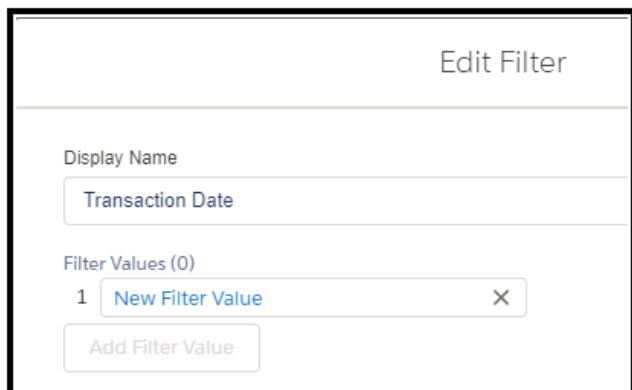 Edit Filter
Display Name
Transaction Date
Filter Values (0)
1 New Filter Value ×
Add Filter Value